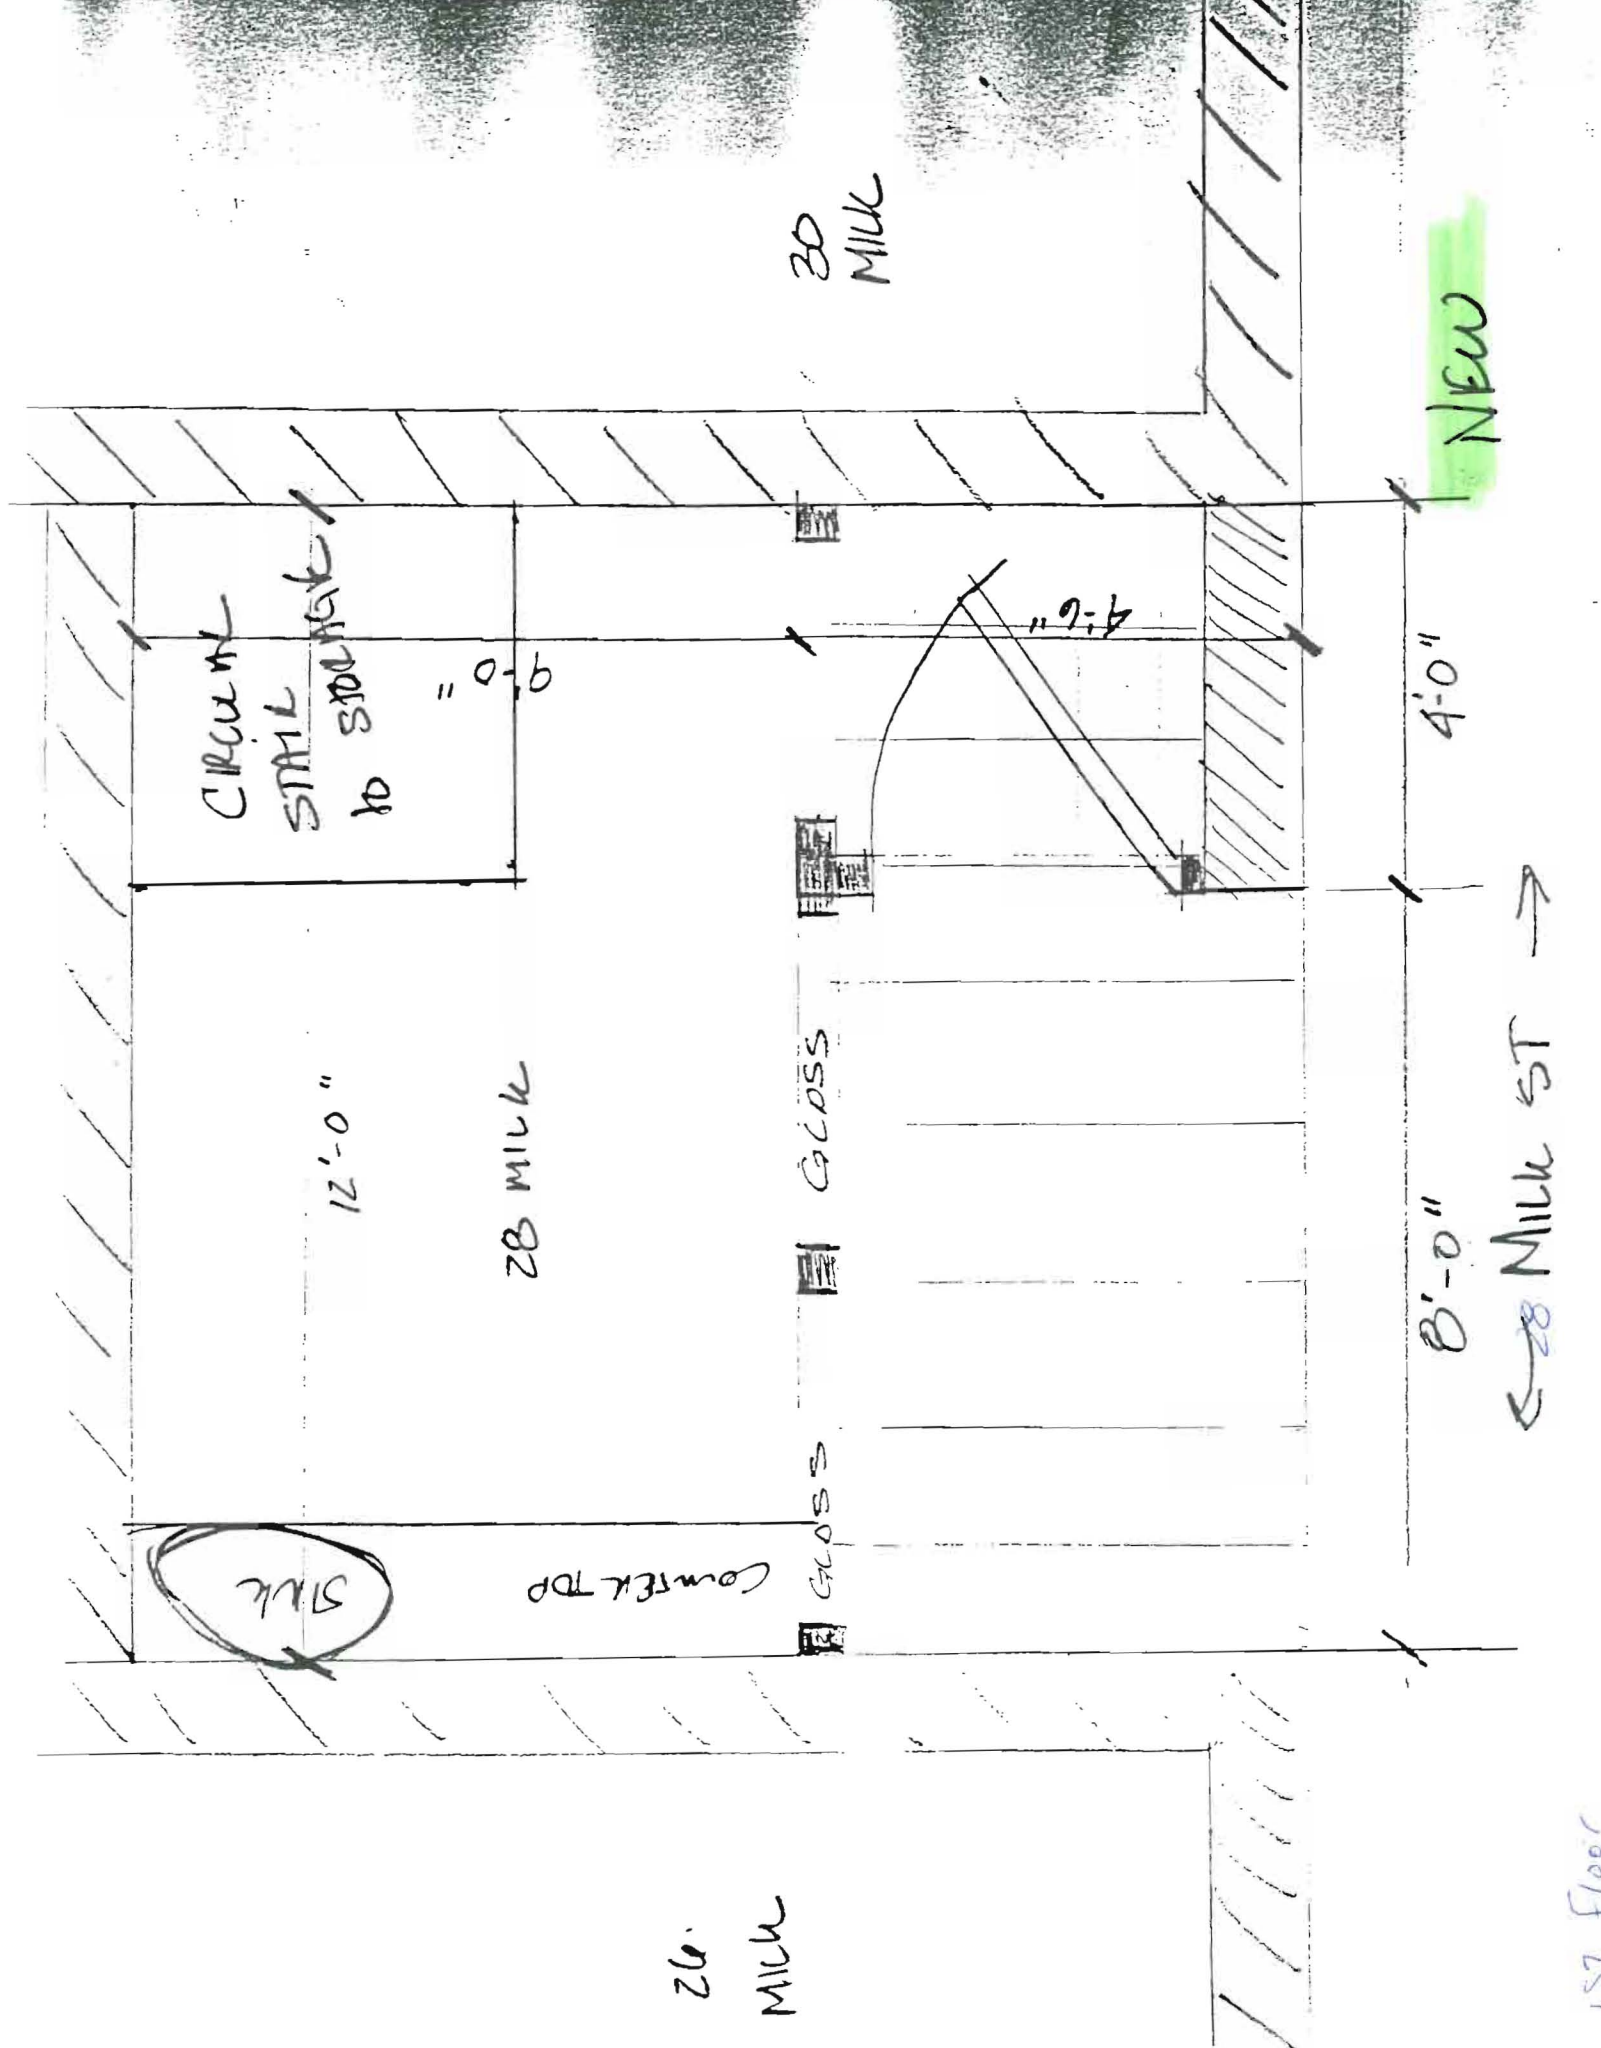 CIRCULAR
STAIR
to STORAGE
9-0"
12'-0"
28 MILK
SINK
COUNTER TOP
GLASS
GLASS
4'-6"
30
MILK
26
MILK
NEW
4'-0"
8'-0"
← 28 MILK ST →
1ST Floor